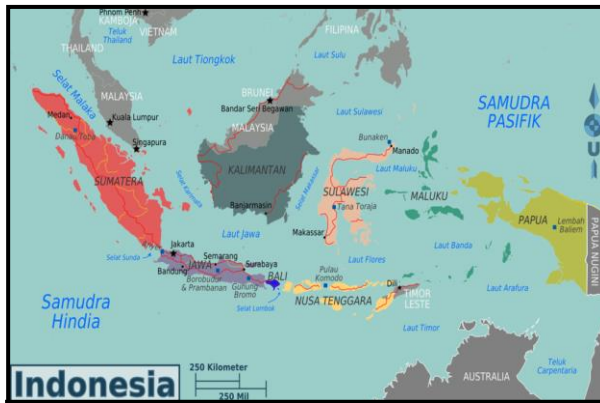 Phnom Penh
KAMBOJA
Teluk
Thailand
VIETNAM
THAILAND
Laut Tiongkok
FILIPINA
Laut Sulu
Selat Malaka
MALAYSIA
Kuala Lumpur
Medan
Danau Toba
Singapura
SUMATERA
BRUNEI
Bandar Seri Begawan
MALAYSIA
KALIMANTAN
Banjarmasin
Selat Karimata
Selat Makassar
Laut Sulawesi
Bunaken
Manado
Laut Maluku
SULAWESI
Tana Toraja
Makassar
MALUKU
SAMUDRA
PASIFIK
U
PAPUA
Lembah
Baliem
PAPUA NUGINI
Laut Jawa
Laut Flores
Laut Banda
Laut Arafura
Selat Sunda
Jakarta
Bandung
JAWA
Semarang
Surabaya
Borobudur
& Prambanan
Gunung
Bromo
BALI
Selat Lombok
Pulau
Komodo
NUSA TENGGARA
Dili
TIMOR
LESTE
Laut Timor
Samudra
Hindia
AUSTRALIA
Teluk
Carpentaria
Indonesia
250 Kilometer
250 Mil